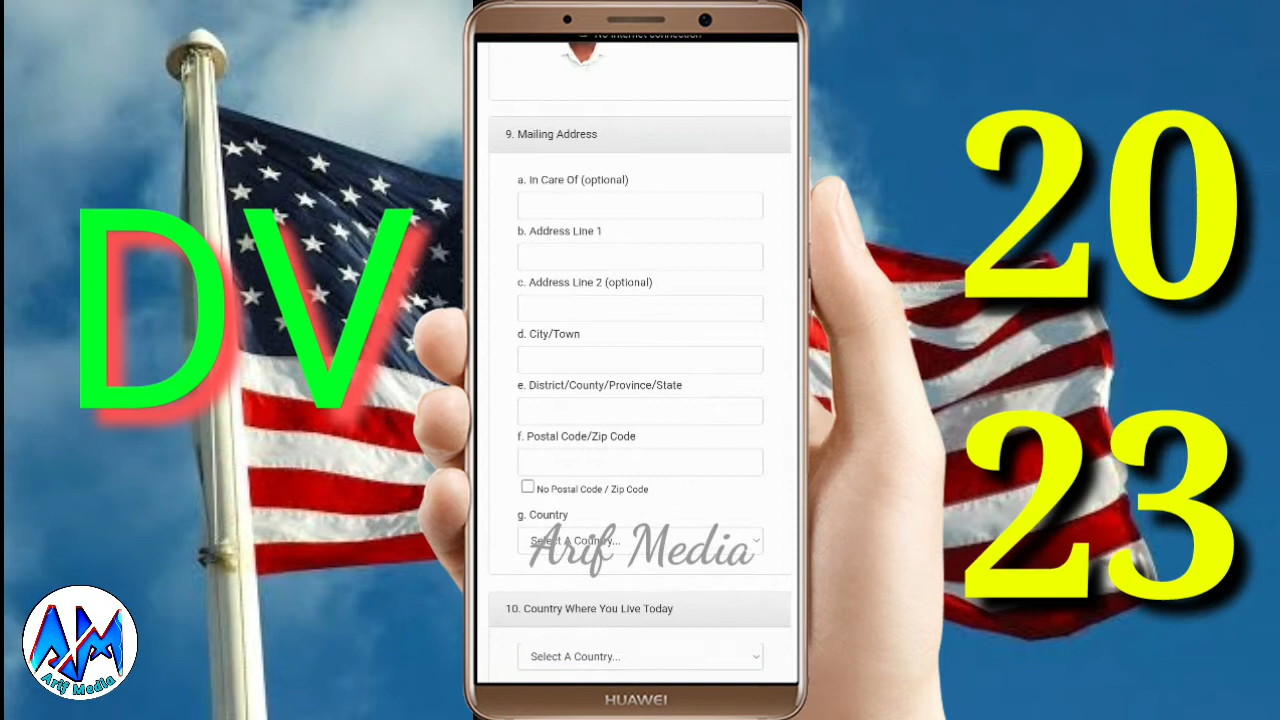 DV
20
23
No internet connection
9. Mailing Address
a. In Care Of (optional)
b. Address Line 1
c. Address Line 2 (optional)
d. City/Town
e. District/County/Province/State
f. Postal Code/Zip Code
No Postal Code / Zip Code
g. Country
Select A Country...
Arif Media
10. Country Where You Live Today
Select A Country...
HUAWEI
AM
Arif Media